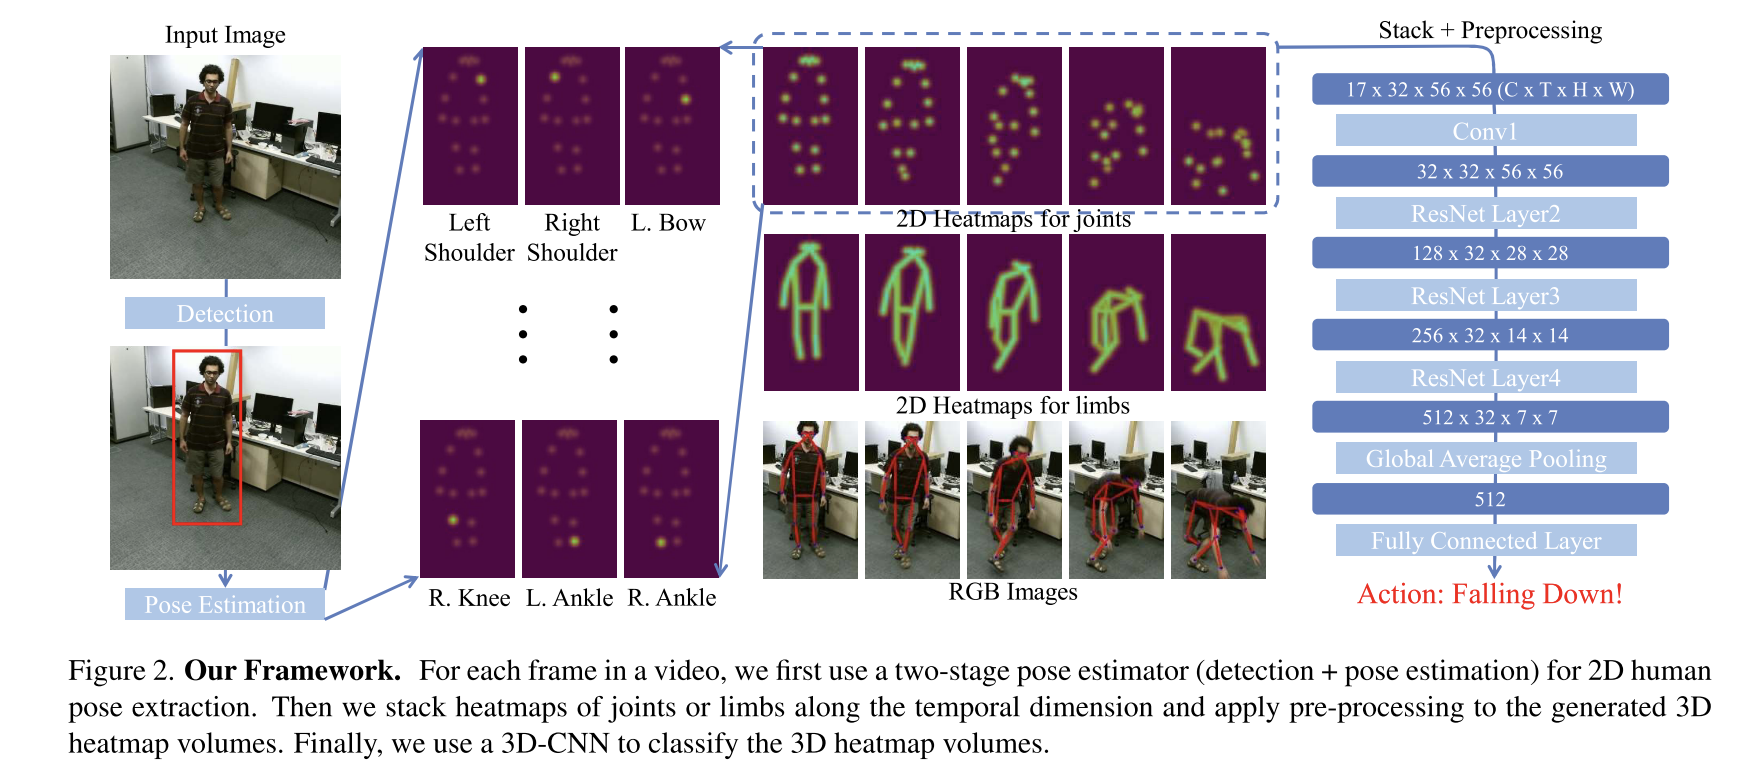 Input Image
Detection
Pose Estimation
Left
Shoulder
Right
Shoulder
L. Bow
R. Knee
L. Ankle
R. Ankle
2D Heatmaps for joints
2D Heatmaps for limbs
RGB Images
Stack + Preprocessing
17 x 32 x 56 x 56 (C x T x H x W)
Conv1
32 x 32 x 56 x 56
ResNet Layer2
128 x 32 x 28 x 28
ResNet Layer3
256 x 32 x 14 x 14
ResNet Layer4
512 x 32 x 7 x 7
Global Average Pooling
512
Fully Connected Layer
Action: Falling Down!
Figure 2. Our Framework. For each frame in a video, we first use a two-stage pose estimator (detection + pose estimation) for 2D human
pose extraction. Then we stack heatmaps of joints or limbs along the temporal dimension and apply pre-processing to the generated 3D
heatmap volumes. Finally, we use a 3D-CNN to classify the 3D heatmap volumes.